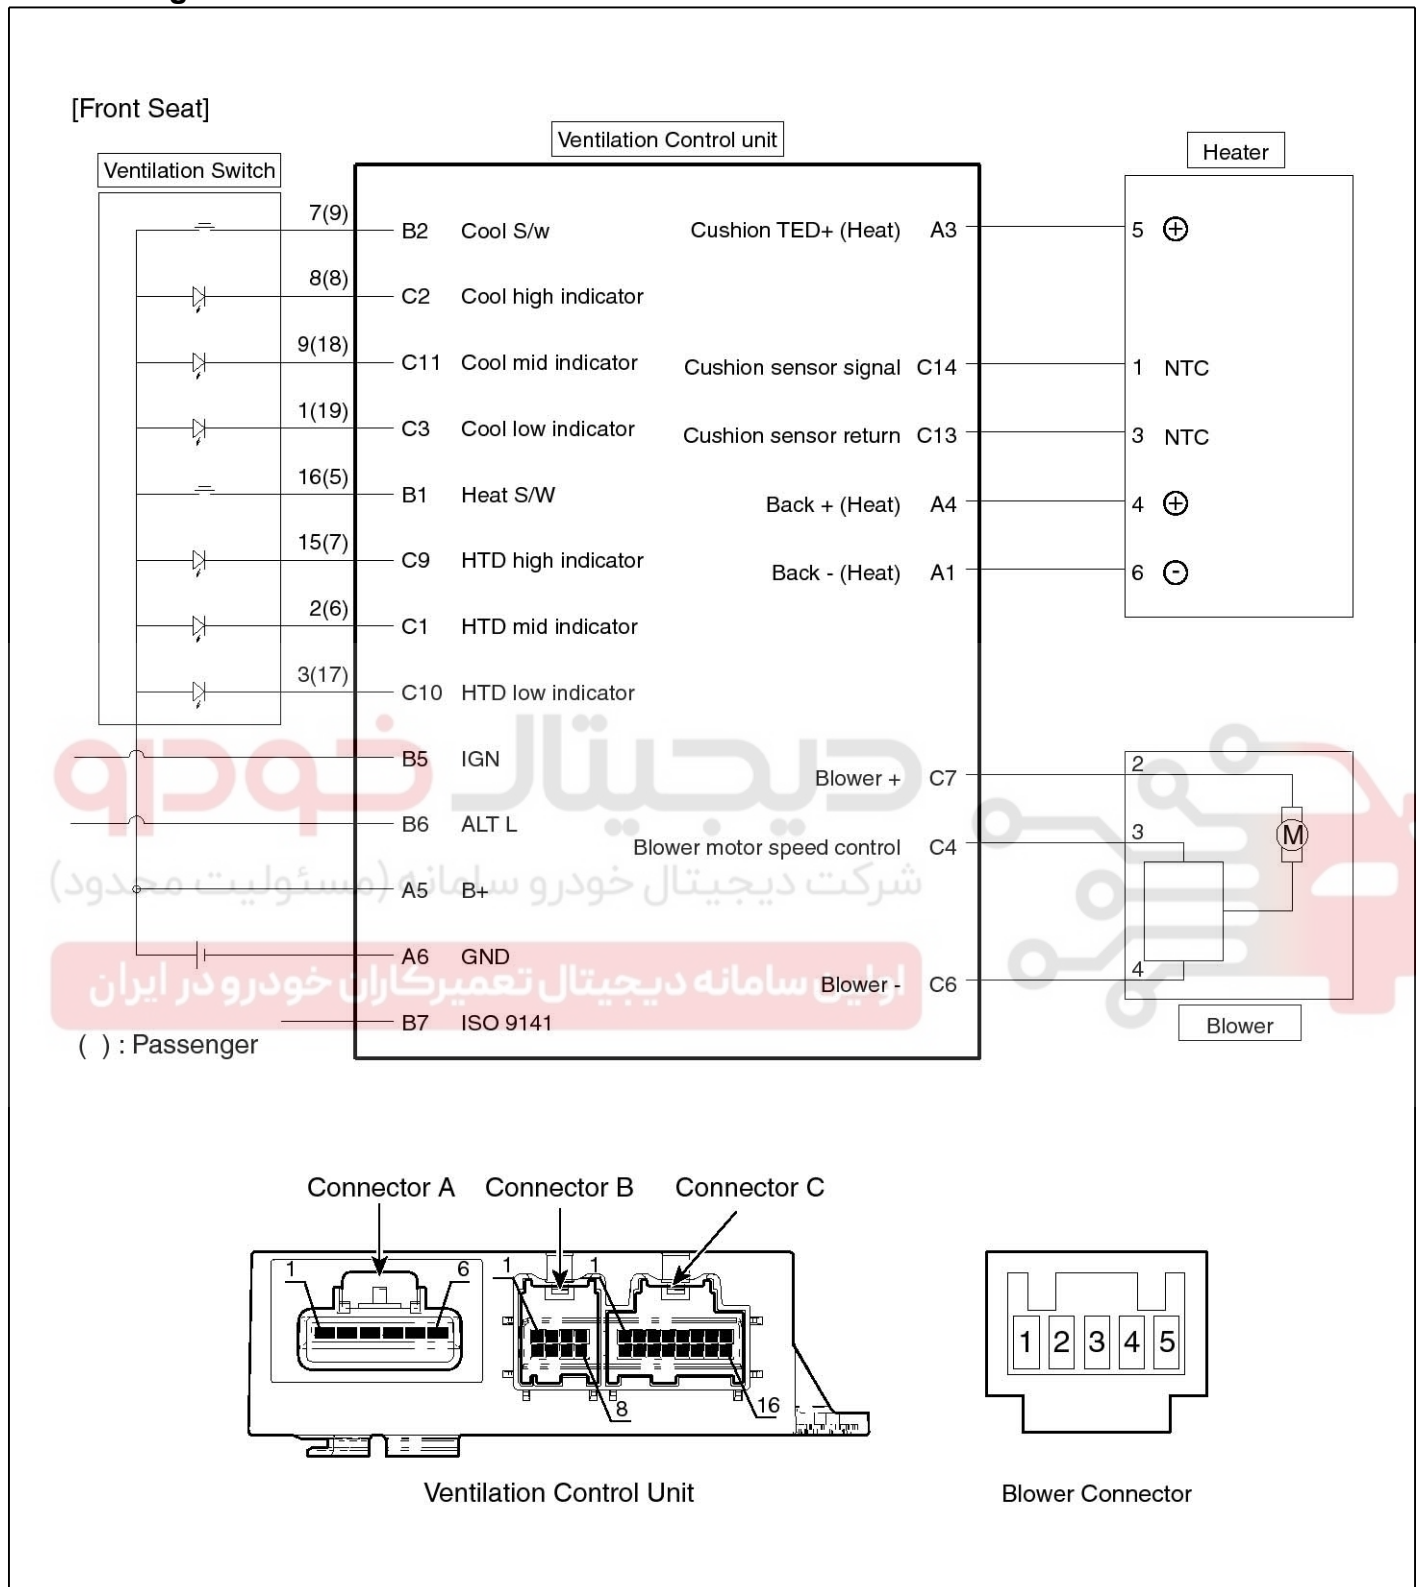 [Front Seat]
Ventilation Control unit
Heater
Ventilation Switch
7(9) B2 Cool S/w
Cushion TED+ (Heat) A3 5 +
8(8) C2 Cool high indicator
9(18) C11 Cool mid indicator
Cushion sensor signal C14 1 NTC
1(19) C3 Cool low indicator
Cushion sensor return C13 3 NTC
16(5) B1 Heat S/W
Back + (Heat) A4 4 +
15(7) C9 HTD high indicator
Back - (Heat) A1 6 -
2(6) C1 HTD mid indicator
3(17) C10 HTD low indicator
دیجیتال خودرو
B5 IGN
Blower + C7 2
B6 ALT L
Blower motor speed control C4 3
M
شرکت دیجیتال خودرو سامانه (مسئولیت محدود)
A5 B+
A6 GND
اولین سامانه دیجیتال تعمیرکاران خودرو در ایران
Blower - C6 4
B7 ISO 9141
Blower
( ) : Passenger
Connector A Connector B Connector C
1 6 1 1
8 16
1 2 3 4 5
Ventilation Control Unit
Blower Connector